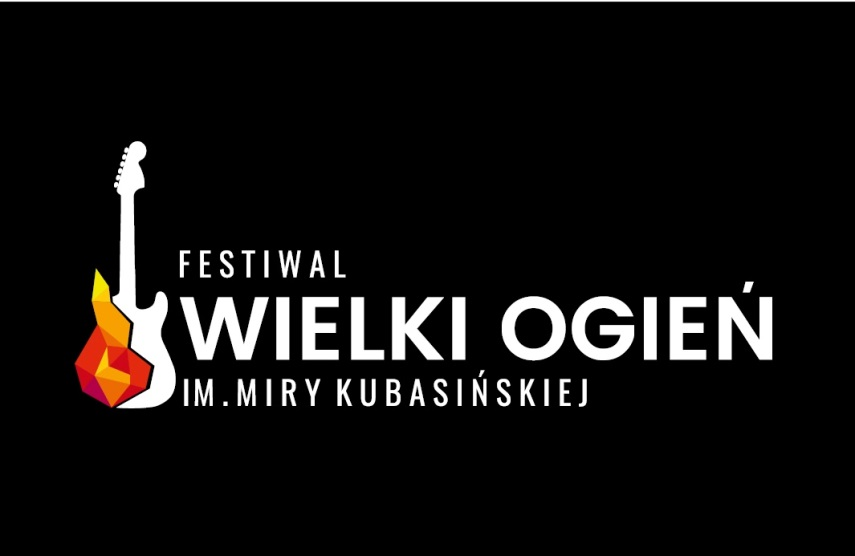 FESTIWAL
WIELKI OGIEŃ
IM. MIRY KUBASIŃSKIEJ